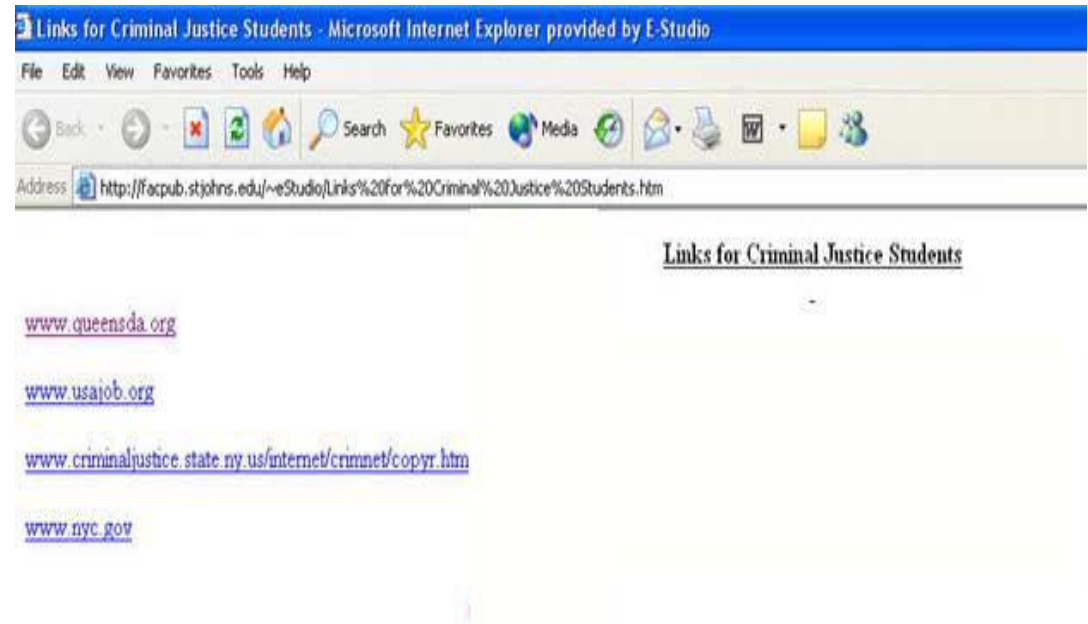 Links for Criminal Justice Students - Microsoft Internet Explorer provided by E-Studio
File Edit View Favorites Tools Help
Back Search Favorites Media W
Address http://facpub.stjohns.edu/~eStudio/Links%20for%20Criminal%20Justice%20Students.htm
Links for Criminal Justice Students
-
www.queensda.org
www.usajob.org
www.criminaljustice.state.ny.us/internet/crimnet/copyr.htm
www.nyc.gov